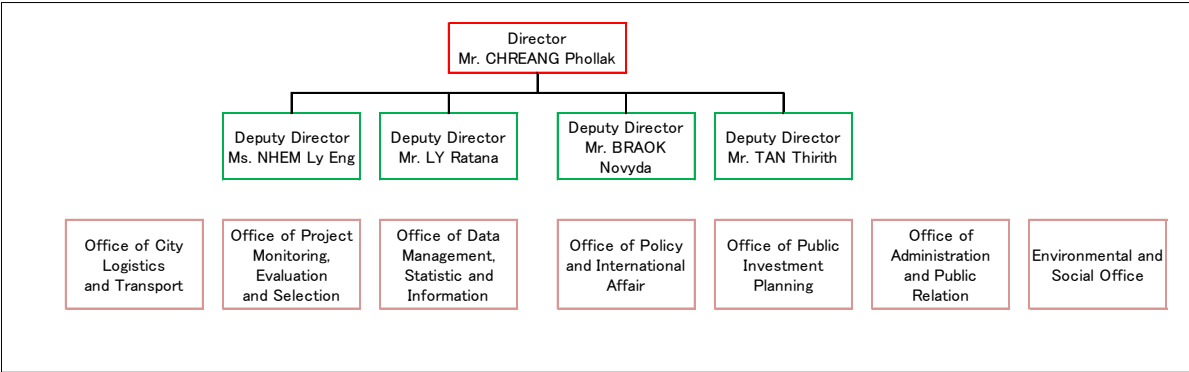 Director
Mr. CHREANG Phollak
Deputy Director
Ms. NHEM Ly Eng
Deputy Director
Mr. LY Ratana
Deputy Director
Mr. BRAOK
Novyda
Deputy Director
Mr. TAN Thirith
Office of City
Logistics
and Transport
Office of Project
Monitoring,
Evaluation
and Selection
Office of Data
Management,
Statistic and
Information
Office of Policy
and International
Affair
Office of Public
Investment
Planning
Office of
Administration
and Public
Relation
Environmental and
Social Office